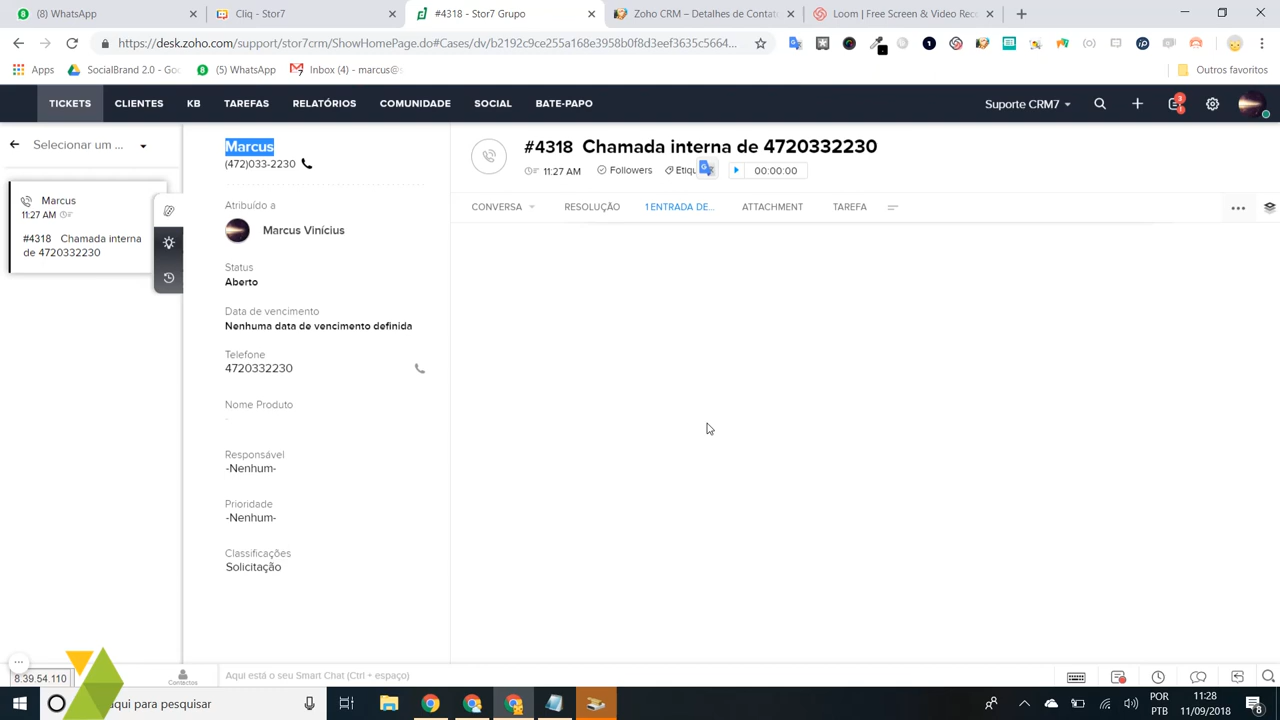 (8) WhatsApp
Cliq - Stor7
#4318 - Stor7 Grupo
Zoho CRM – Detalhes de Contat
Loom | Free Screen & Video Rec
https://desk.zoho.com/support/stor7crm/ShowHomePage.do#Cases/dv/b2192c9ce255a168e3958b0f8d3eef3635c5664...
Apps
SocialBrand 2.0 - Go
(5) WhatsApp
Inbox (4) - marcus@s
Outros favoritos
TICKETS
CLIENTES
KB
TAREFAS
RELATÓRIOS
COMUNIDADE
SOCIAL
BATE-PAPO
Suporte CRM7
3
Selecionar um ...
Marcus
11:27 AM
#4318 Chamada interna
de 4720332230
Marcus
(472)033-2230
Atribuído a
Marcus Vinícius
Status
Aberto
Data de vencimento
Nenhuma data de vencimento definida
Telefone
4720332230
Nome Produto
-
Responsável
-Nenhum-
Prioridade
-Nenhum-
Classificações
Solicitação
#4318 Chamada interna de 4720332230
11:27 AM
Followers
Etiqu
00:00:00
CONVERSA
RESOLUÇÃO
1 ENTRADA DE...
ATTACHMENT
TAREFA
8.39.54.110
Contactos
Aqui está o seu Smart Chat (Ctrl + espaço)
aqui para pesquisar
POR
PTB
11:28
11/09/2018
8